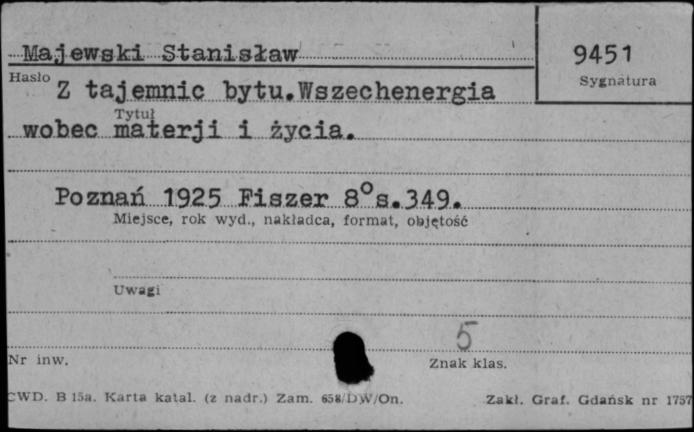 Majewski Stanisław
9451
Hasło
Sygnatura
Z tajemnic bytu. Wszechenergia
Tytuł
wobec materji i życia.
Poznań 1925 Fiszer 8° s. 349.
Miejsce, rok wyd., nakładca, format, objętość
Uwagi
5
Nr inw.
Znak klas.
CWD. B 15a. Karta katal. (z nadr.) Zam. 658/DW/On.
Zakł. Graf. Gdańsk nr 1757